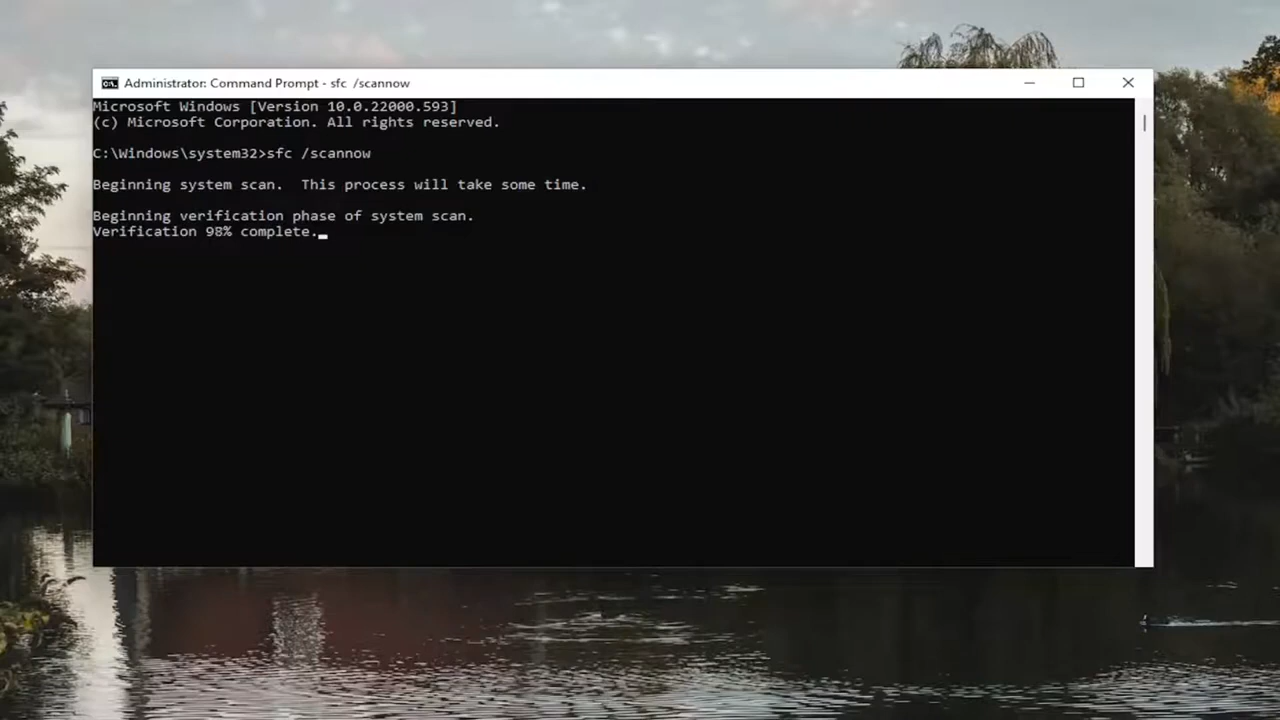 Administrator: Command Prompt - sfc  /scannow
Microsoft Windows [Version 10.0.22000.593]
(c) Microsoft Corporation. All rights reserved.
C:\Windows\system32>sfc /scannow
Beginning system scan.  This process will take some time.
Beginning verification phase of system scan.
Verification 98% complete.